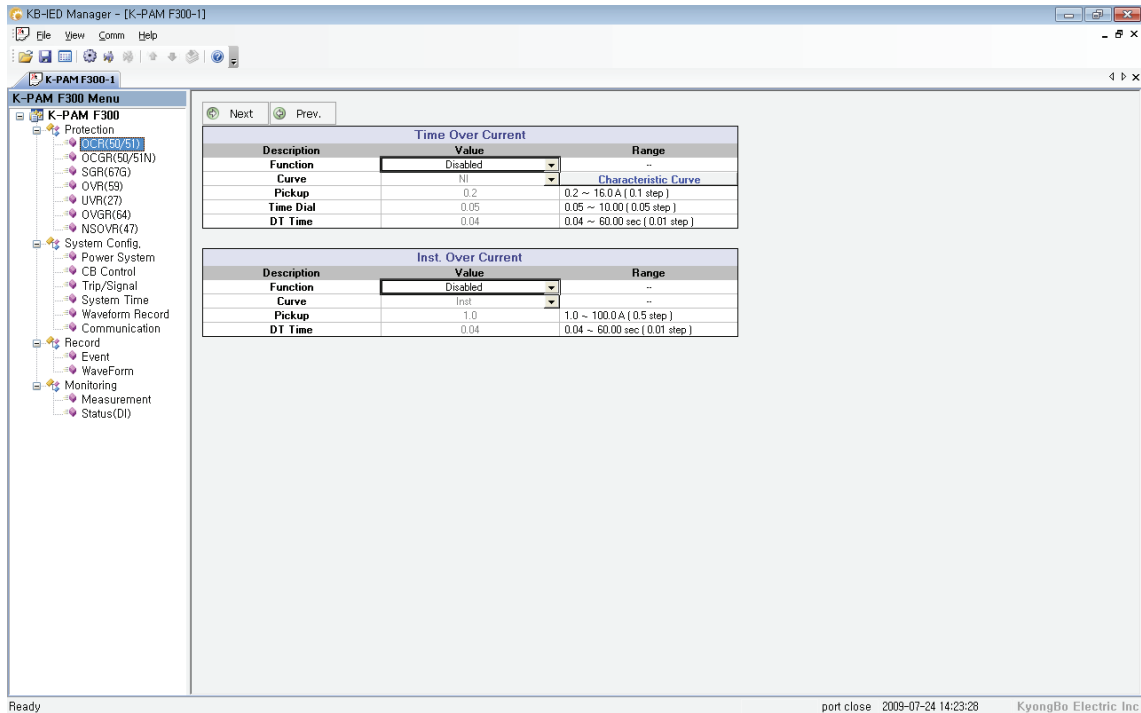 KB-IED Manager - [K-PAM F300-1]
File View Comm Help
K-PAM F300-1
K-PAM F300 Menu
K-PAM F300
Protection
OCR(50/51)
OCGR(50/51N)
SGR(67G)
OVR(59)
UVR(27)
OVGR(64)
NSOVR(47)
System Config.
Power System
CB Control
Trip/Signal
System Time
Waveform Record
Communication
Record
Event
WaveForm
Monitoring
Measurement
Status(DI)
Next Prev.
Time Over Current
Description Value Range
Function Disabled --
Curve NI Characteristic Curve
Pickup 0.2 0.2 ~ 16.0 A ( 0.1 step )
Time Dial 0.05 0.05 ~ 10.00 ( 0.05 step )
DT Time 0.04 0.04 ~ 60.00 sec ( 0.01 step )
Inst. Over Current
Description Value Range
Function Disabled --
Curve Inst --
Pickup 1.0 1.0 ~ 100.0 A ( 0.5 step )
DT Time 0.04 0.04 ~ 60.00 sec ( 0.01 step )
Ready port close 2009-07-24 14:23:28 KyongBo Electric Inc